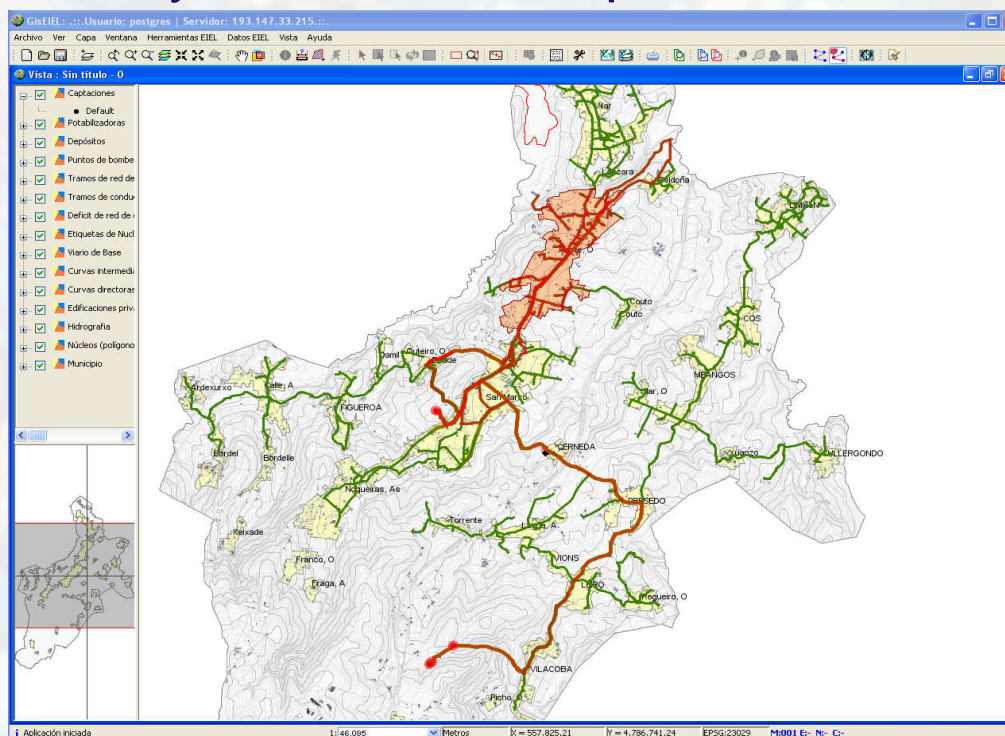 GisEIEL: .::.Usuario: postgres | Servidor: 193.147.33.215.::.
Archivo Ver Capa Ventana Herramientas EIEL Datos EIEL Vista Ayuda
Vista : Sin título - 0
Captaciones
Default
Potabilizadoras
Depósitos
Puntos de bombe
Tramos de red de
Tramos de condu
Deficit de red de
Etiquetas de Nucl
Viario de Base
Curvas intermedi
Curvas directoras
Edificaciones priv
Hidrografia
Núcleos (polígono
Municipio
Couto
Couto
COS
MEANGOS
Outeiro, O
Damil
San Marco
Ardexurxo
Calle, A
FIGUEROA
Bordel
Bordelle
CERNEDA
Nogueiras, As
PRESEDO
Torrente
Keixade
VIONS
Franco, O
Fraga, A
Regueiro, O
VILACOBA
Picho
Aplicación iniciada
1: 46.085
Metros
X = 557.825,21
Y = 4.786.741,24
EPSG:23029
M:001 E:- N:- C:-